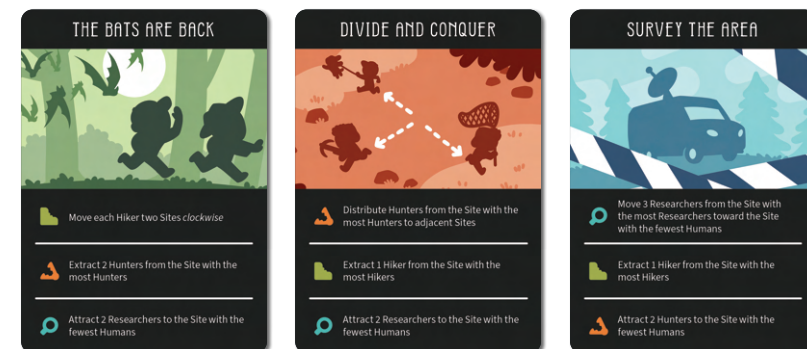 THE BATS ARE BACK
Move each Hiker two Sites clockwise
Extract 2 Hunters from the Site with the
most Hunters
Attract 2 Researchers to the Site with the
fewest Humans
DIVIDE AND CONQUER
Distribute Hunters from the Site with the
most Hunters to adjacent Sites
Extract 1 Hiker from the Site with the
most Hikers
Attract 2 Researchers to the Site with the
fewest Humans
SURVEY THE AREA
Move 3 Researchers from the Site with
the most Researchers toward the Site
with the fewest Humans
Extract 1 Hiker from the Site with the
most Hikers
Attract 2 Hunters to the Site with the
fewest Humans